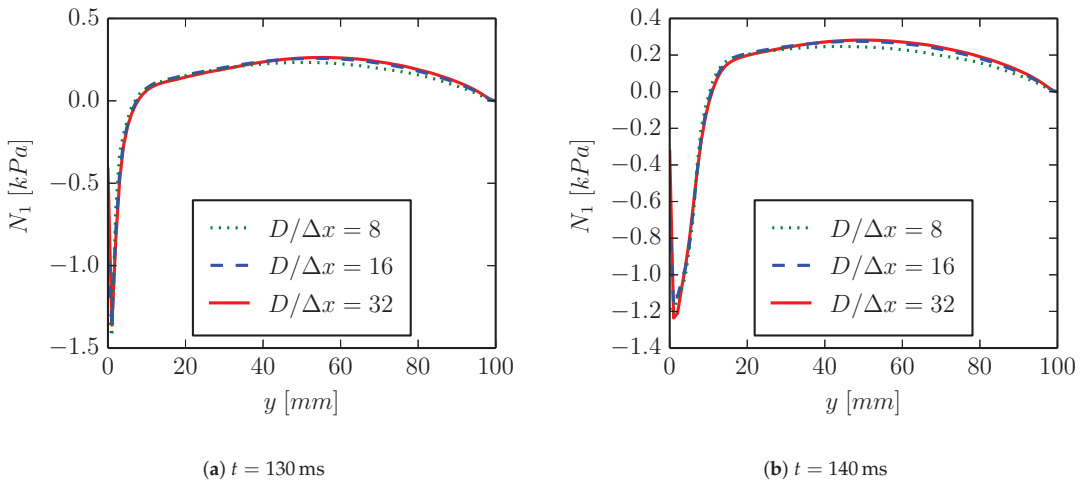 0.5
0.0
−0.5
−1.0
−1.5
N1 [kPa]
D/Δx = 8
D/Δx = 16
D/Δx = 32
0 20 40 60 80 100
y [mm]
(a) t = 130 ms
0.4
0.2
0.0
−0.2
−0.4
−0.6
−0.8
−1.0
−1.2
−1.4
N1 [kPa]
D/Δx = 8
D/Δx = 16
D/Δx = 32
0 20 40 60 80 100
y [mm]
(b) t = 140 ms